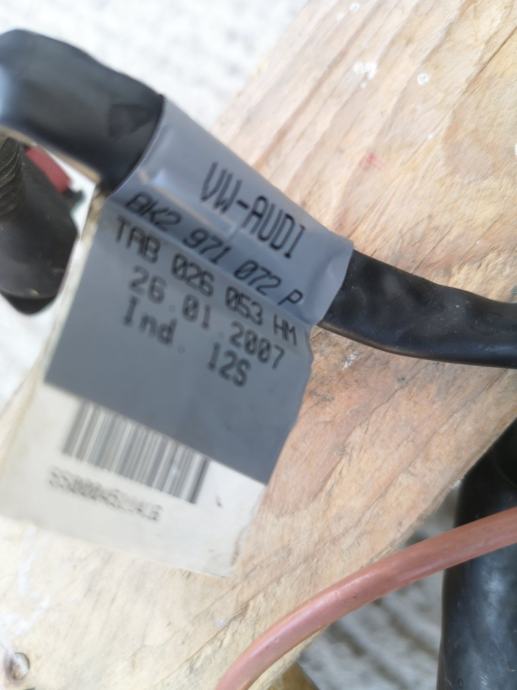 VW-AUDI
8K2 971 072 P
TAB 026 053 HM
26.01.2007
Ind. 12S